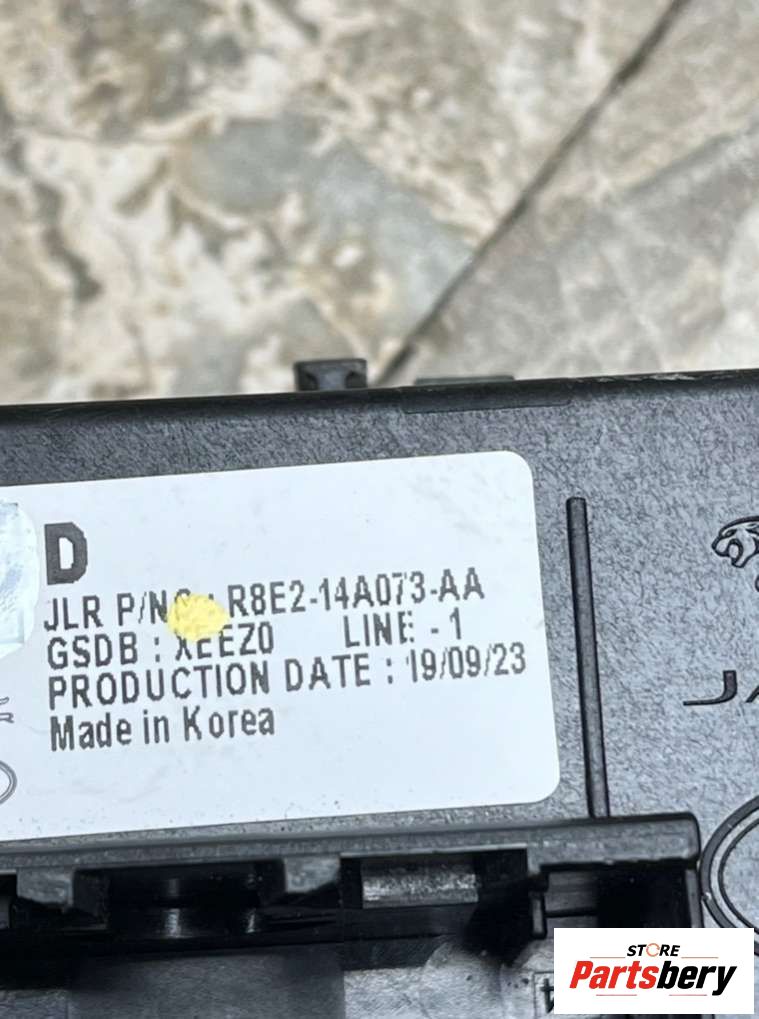 D
JLR P/NO : R8E2-14A073-AA
GSDB : XEEZ0 LINE - 1
PRODUCTION DATE : 19/09/23
Made in Korea
STORE
Partsbery